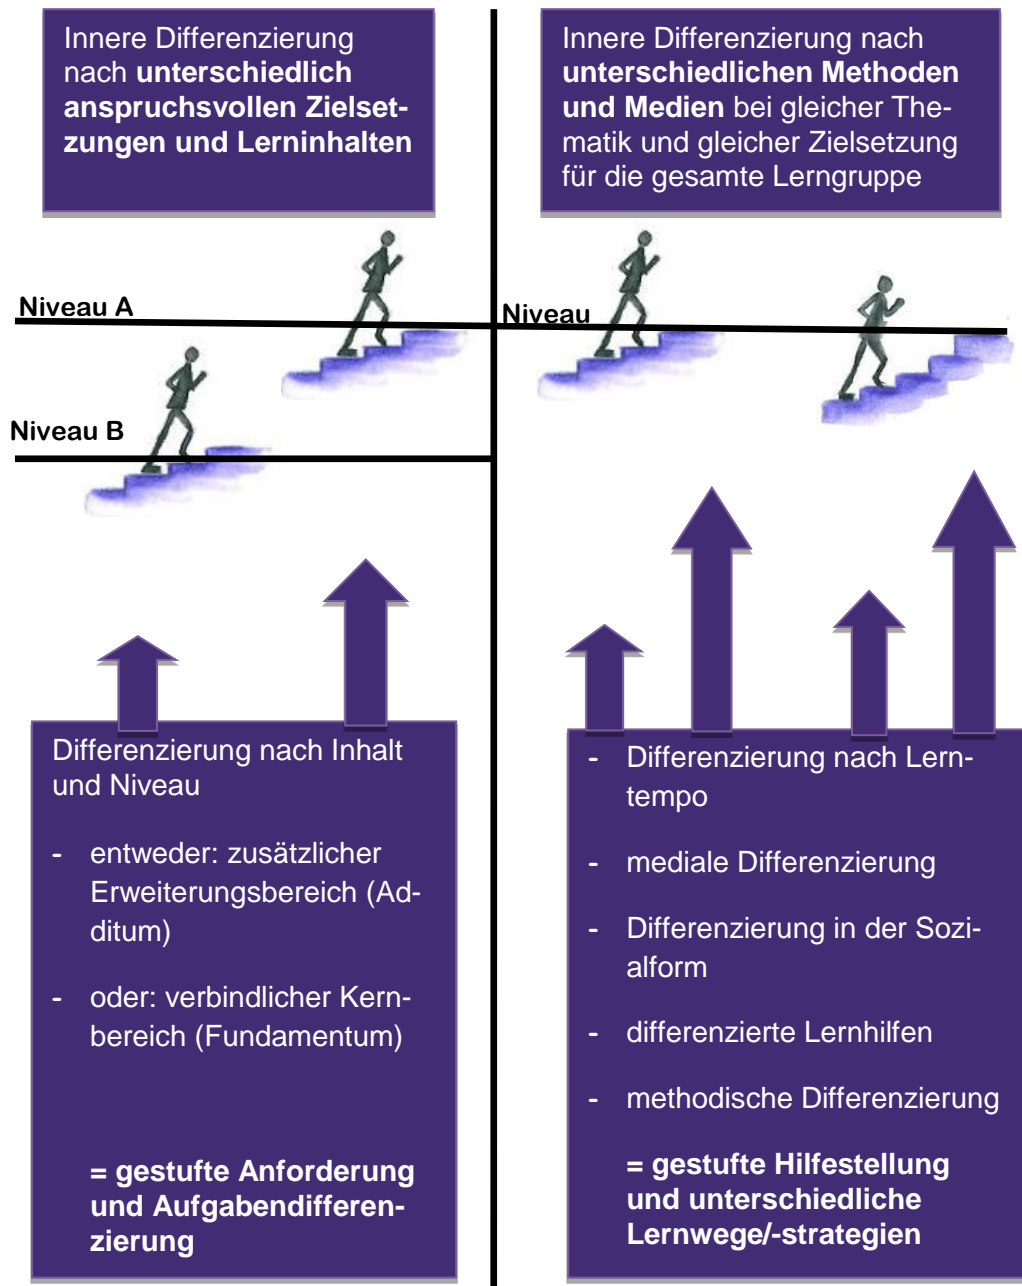 Innere Differenzierung
nach unterschiedlich
anspruchsvollen Zielset-
zungen und Lerninhalten
Niveau A
Niveau B
Differenzierung nach Inhalt
und Niveau
- entweder: zusätzlicher
Erweiterungsbereich (Ad-
ditum)
- oder: verbindlicher Kern-
bereich (Fundamentum)
= gestufte Anforderung
und Aufgabendifferen-
zierung
Innere Differenzierung nach
unterschiedlichen Methoden
und Medien bei gleicher The-
matik und gleicher Zielsetzung
für die gesamte Lerngruppe
Niveau
- Differenzierung nach Lern-
tempo
- mediale Differenzierung
- Differenzierung in der Sozi-
alform
- differenzierte Lernhilfen
- methodische Differenzierung
= gestufte Hilfestellung
und unterschiedliche
Lernwege/-strategien